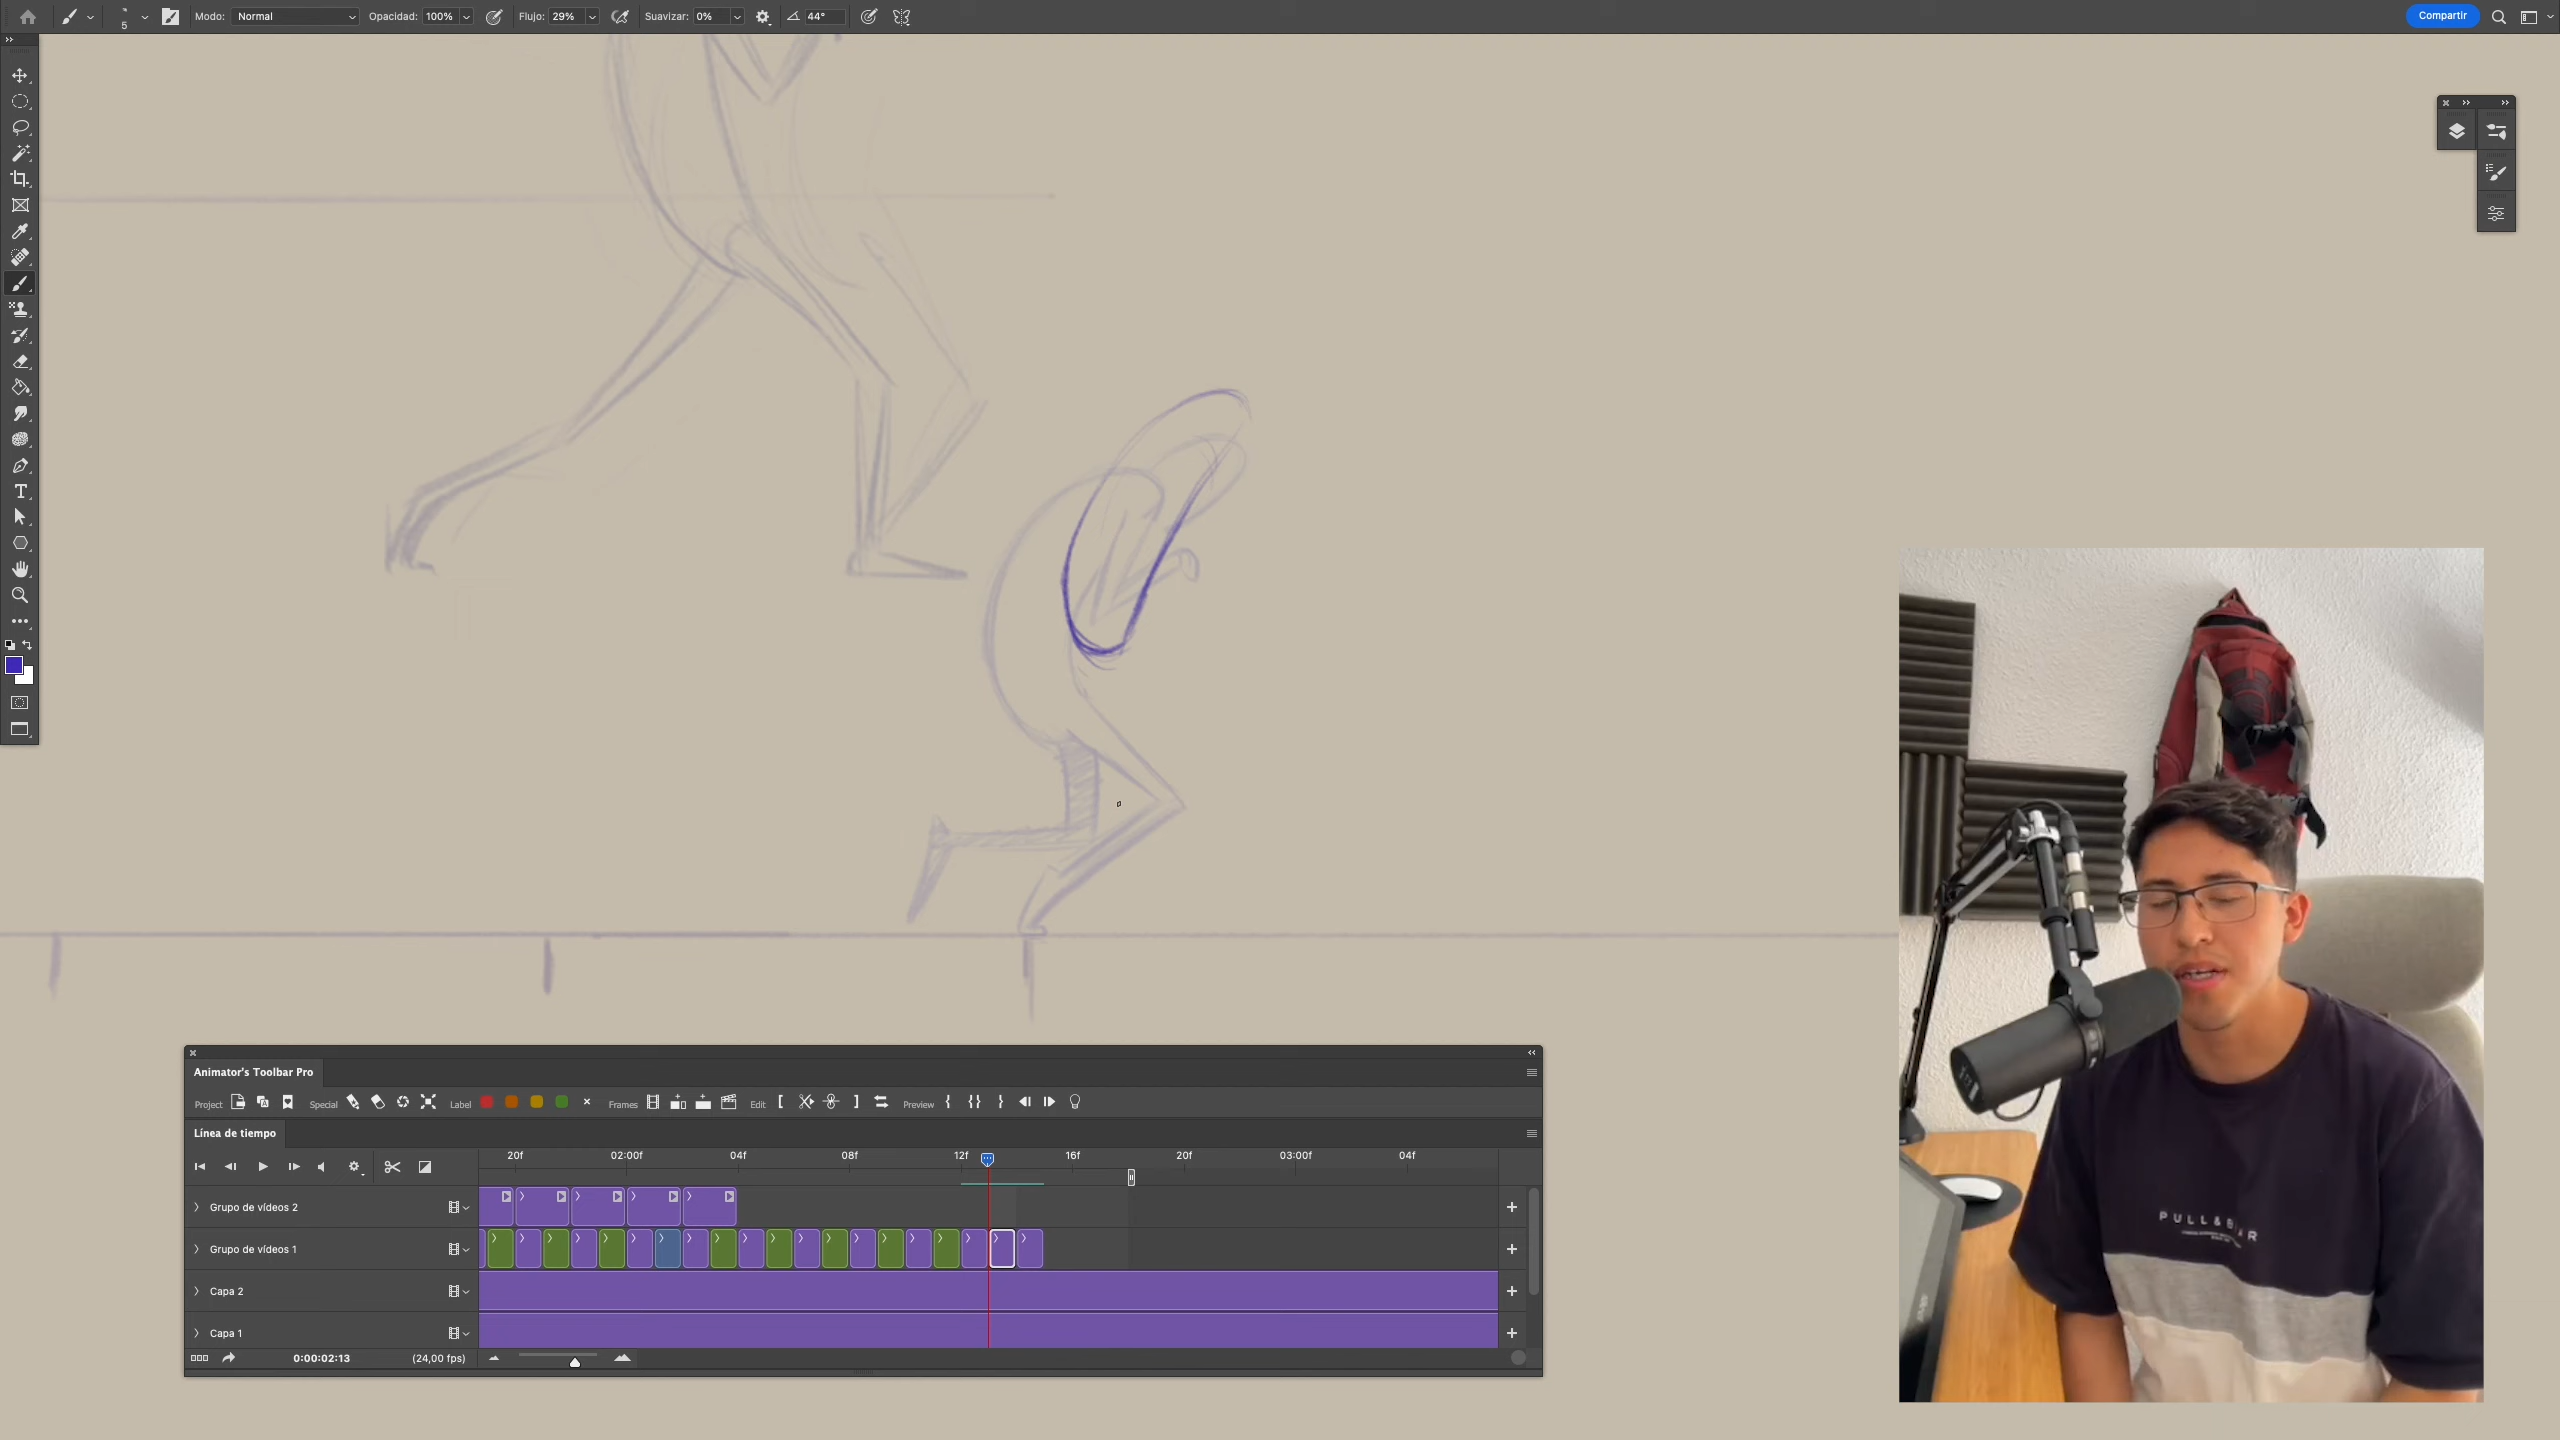 5 Modo: Normal Opacidad: 100% Flujo: 29% Suavizar: 0% 44° Compartir
Animator's Toolbar Pro
Project Special Label Frames Edit Preview
Línea de tiempo
20f 02:00f 04f 08f 12f 16f 20f 03:00f 04f
Grupo de vídeos 2
Grupo de vídeos 1
Capa 2
Capa 1
0:00:02:13 (24,00 fps)